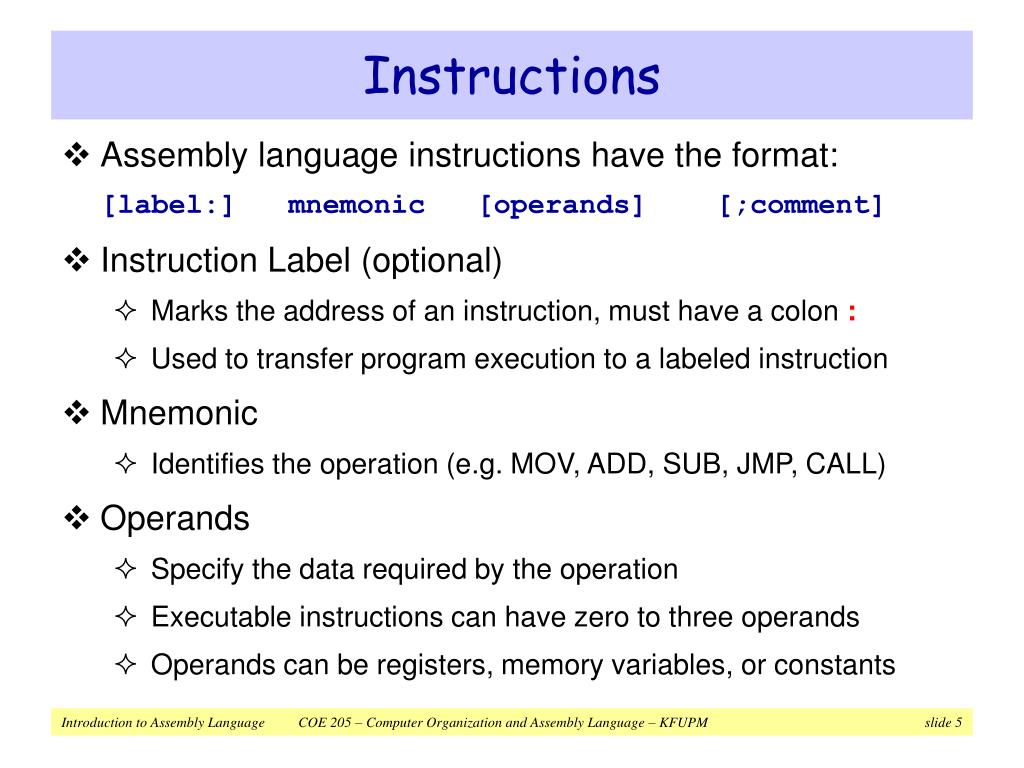 Instructions
❖ Assembly language instructions have the format:
[label:] mnemonic [operands] [;comment]
❖ Instruction Label (optional)
✧ Marks the address of an instruction, must have a colon :
✧ Used to transfer program execution to a labeled instruction
❖ Mnemonic
✧ Identifies the operation (e.g. MOV, ADD, SUB, JMP, CALL)
❖ Operands
✧ Specify the data required by the operation
✧ Executable instructions can have zero to three operands
✧ Operands can be registers, memory variables, or constants
Introduction to Assembly Language COE 205 – Computer Organization and Assembly Language – KFUPM slide 5